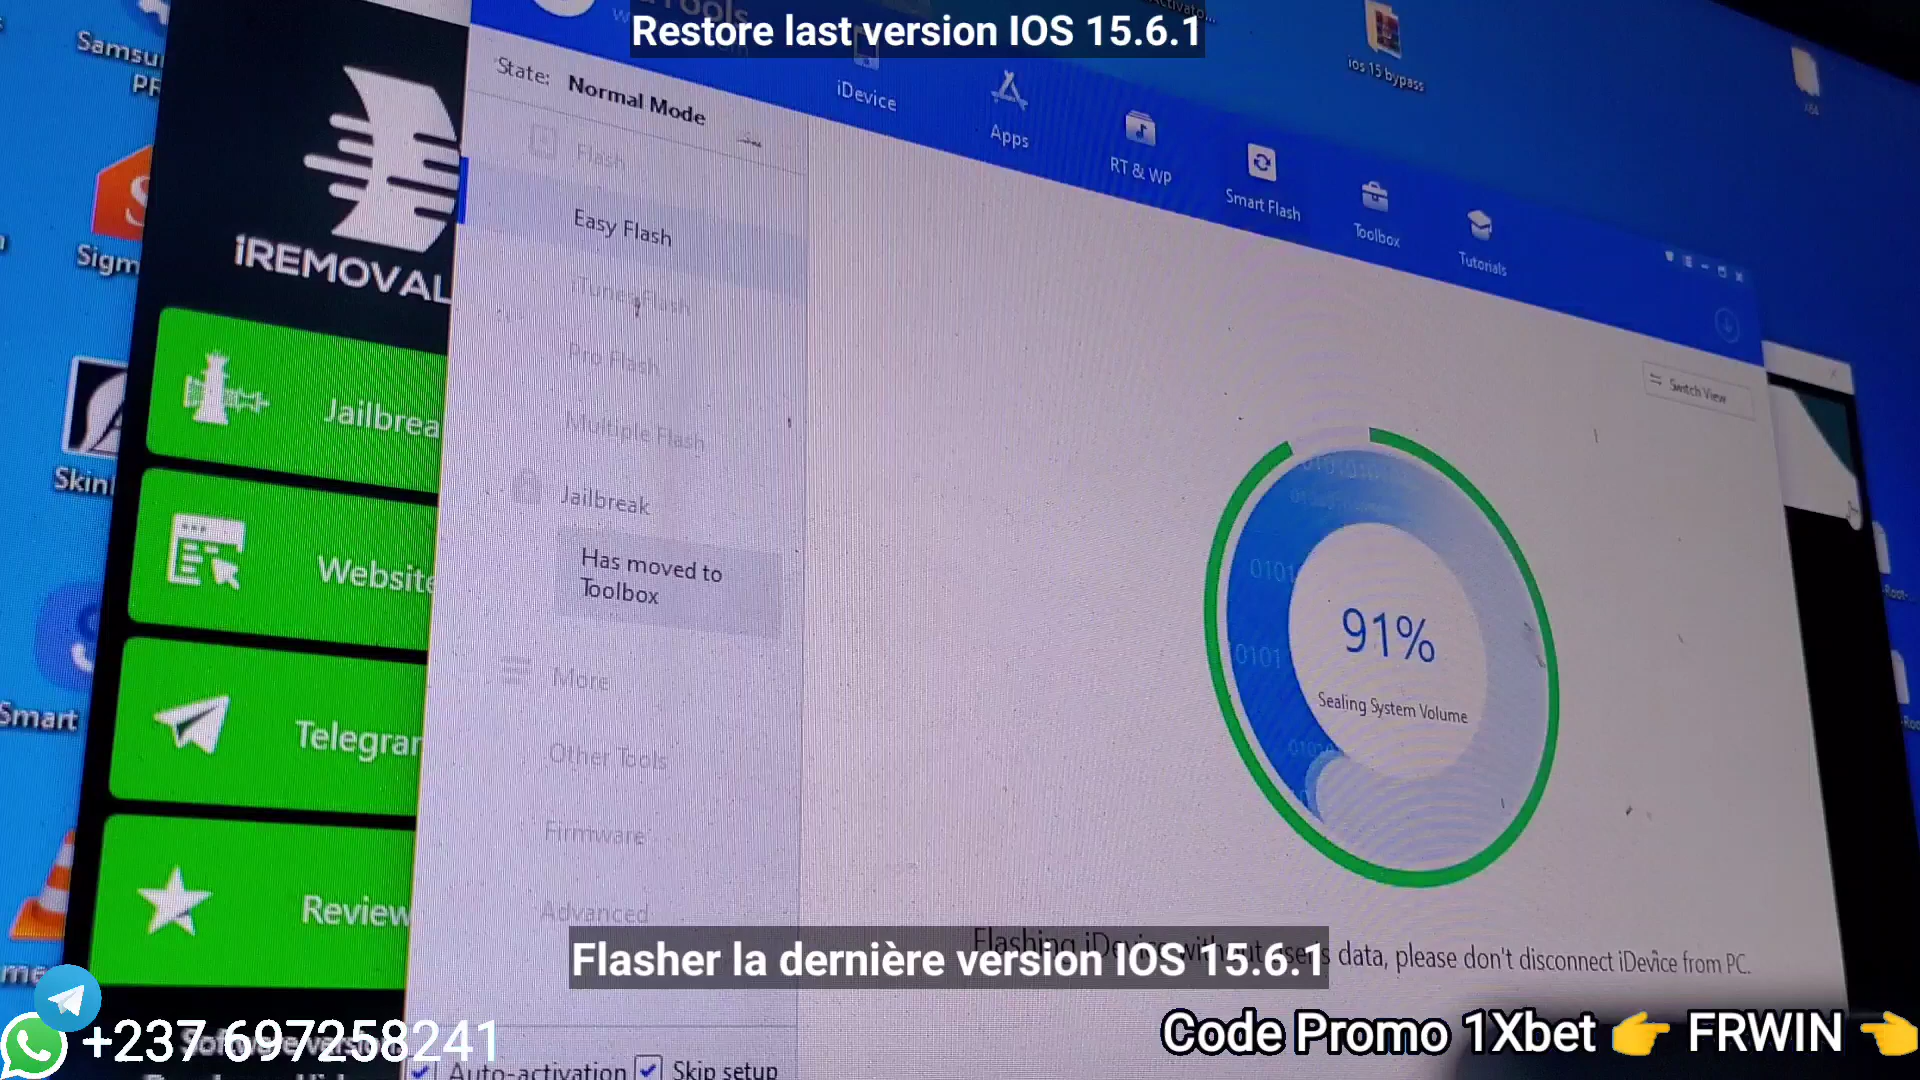 Restore last version IOS 15.6.1
State: Normal Mode
Flash
Easy Flash
iTunes Flash
Pro Flash
Multiple Flash
Jailbreak
Has moved to
Toolbox
More
Other Tools
Firmware
Advanced
Auto-activation
Skip setup
iDevice
Apps
RT & WP
Smart Flash
Toolbox
Tutorials
Switch View
91%
Sealing System Volume
data, please don't disconnect iDevice from PC.
Flasher la dernière version IOS 15.6.1
iREMOVAL
Jailbrea
Website
Telegra
Review
Samsu
PR
Sigm
Smart
ios 15 bypass
x64
+237 697258241
Code Promo 1Xbet 👉 FRWIN 👈